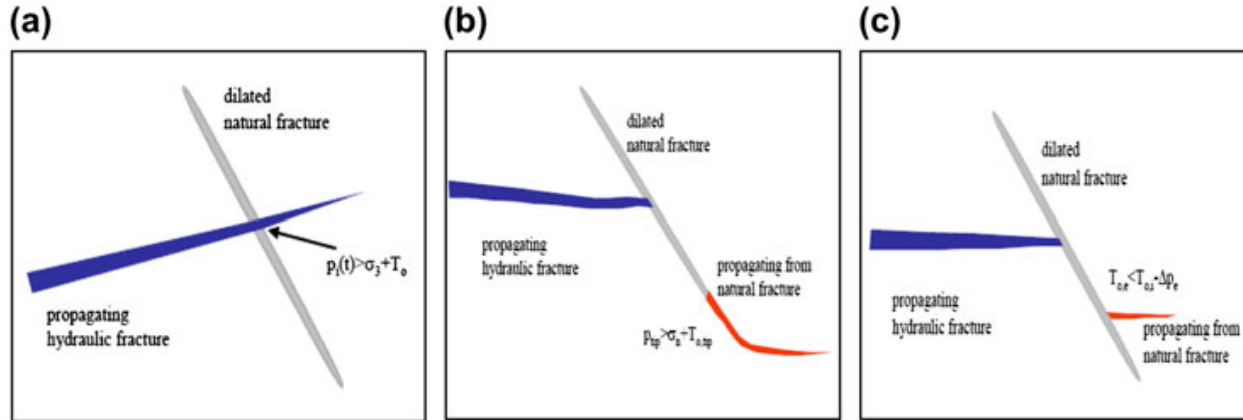 (a)
dilated
natural fracture
pᵢ(t)>σ₃+Tₒ
propagating
hydraulic fracture
(b)
dilated
natural fracture
propagating
hydraulic fracture
propagating from
natural fracture
pₜᵢₚ>σₙ+Tₒ,ₜᵢₚ
(c)
dilated
natural fracture
propagating
hydraulic fracture
Tₒ,ₑ<Tₒ,ᵢ-Δpₑ
propagating from
natural fracture